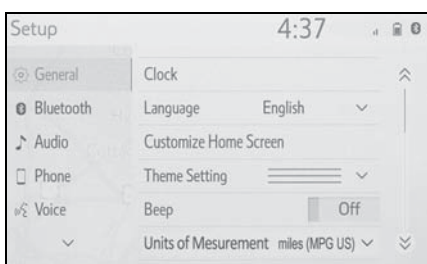 Setup 4:37
General
Bluetooth
Audio
Phone
Voice
Clock
Language English
Customize Home Screen
Theme Setting
Beep Off
Units of Mesurement miles (MPG US)